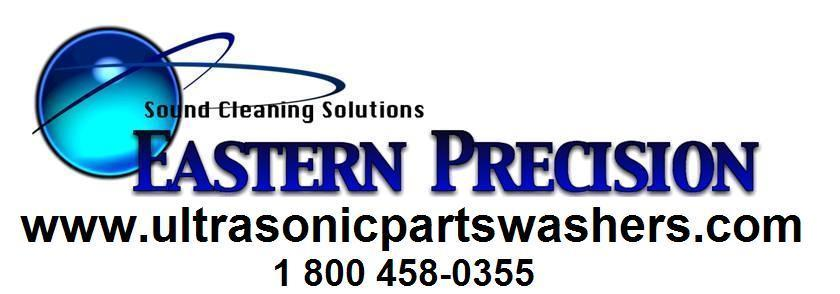 Sound Cleaning Solutions
EASTERN PRECISION
www.ultrasonicpartswashers.com
1 800 458-0355